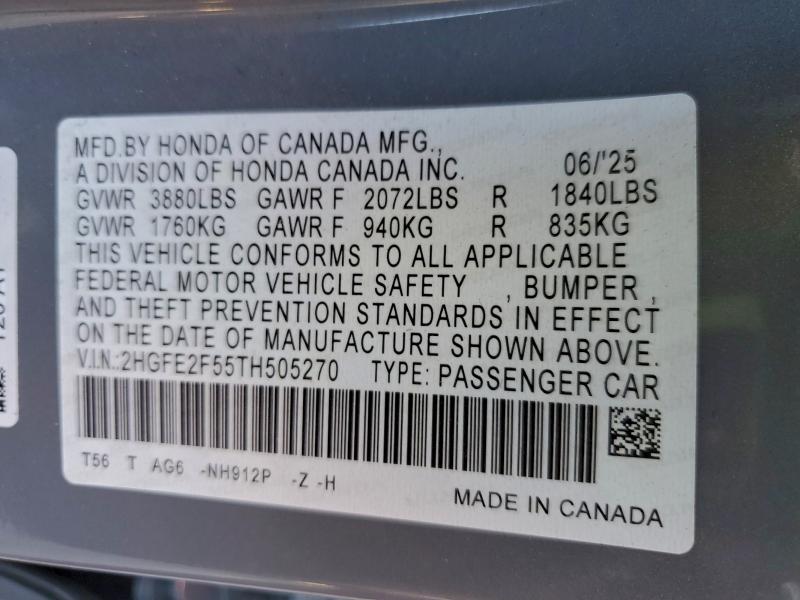 MFD.BY HONDA OF CANADA MFG.,
A DIVISION OF HONDA CANADA INC. 06/'25
GVWR 3880LBS GAWR F 2072LBS R 1840LBS
GVWR 1760KG GAWR F 940KG R 835KG
THIS VEHICLE CONFORMS TO ALL APPLICABLE
FEDERAL MOTOR VEHICLE SAFETY , BUMPER ,
AND THEFT PREVENTION STANDARDS IN EFFECT
ON THE DATE OF MANUFACTURE SHOWN ABOVE.
V.I.N.:2HGFE2F55TH505270 TYPE: PASSENGER CAR
T56 T AG6 -NH912P -Z -H
MADE IN CANADA